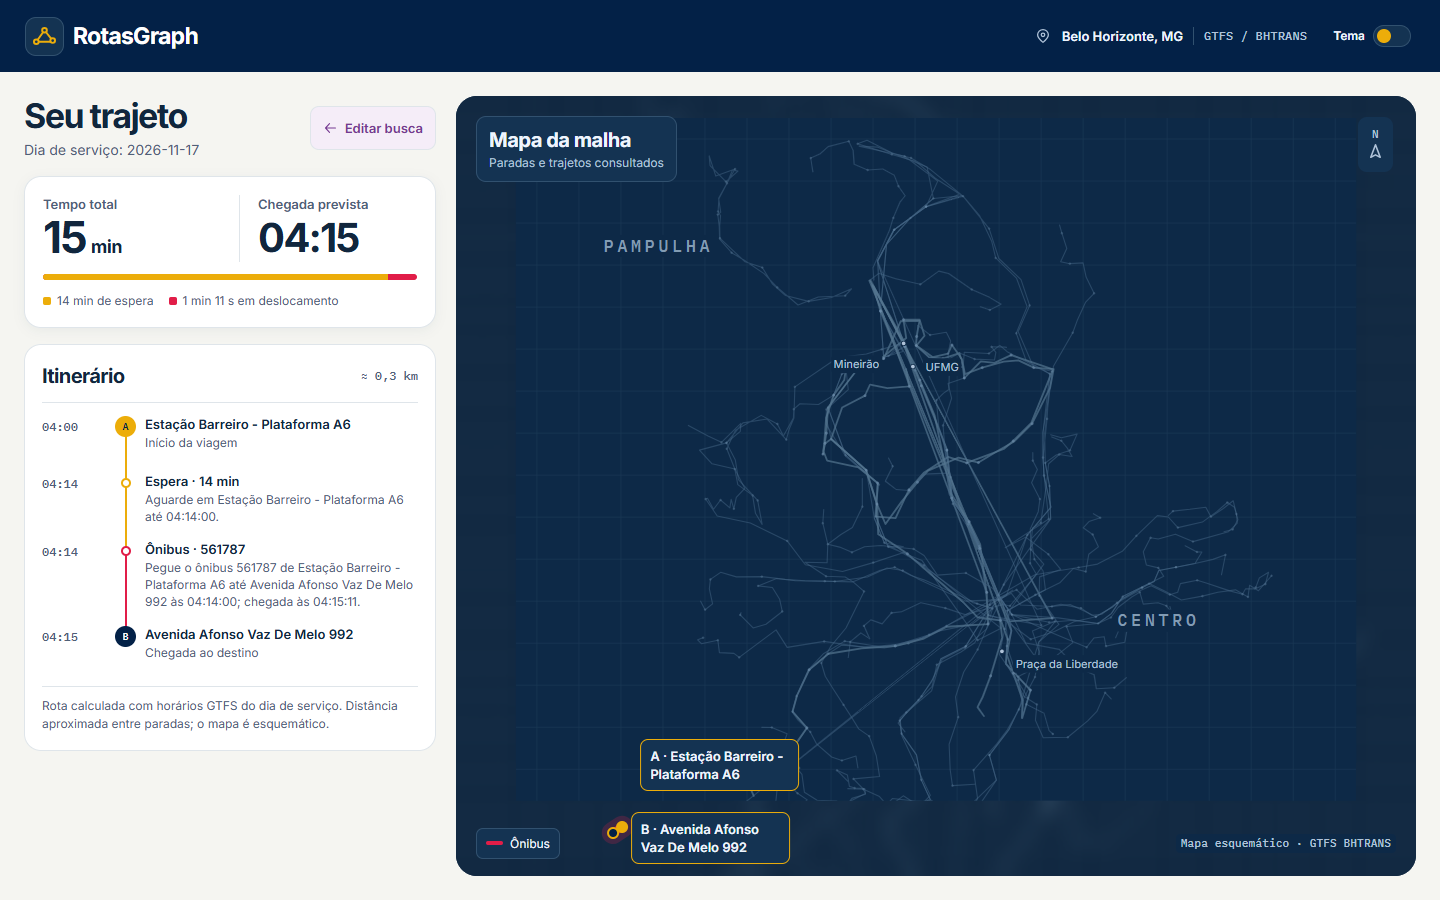 RotasGraph
Belo Horizonte, MG
GTFS / BHTRANS
Tema
Seu trajeto
Dia de serviço: 2026-11-17
← Editar busca
Tempo total
15 min
Chegada prevista
04:15
14 min de espera
1 min 11 s em deslocamento
Itinerário
≈ 0,3 km
04:00
A
Estação Barreiro - Plataforma A6
Início da viagem
04:14
Espera · 14 min
Aguarde em Estação Barreiro - Plataforma A6
até 04:14:00.
04:14
Ônibus · 561787
Pegue o ônibus 561787 de Estação Barreiro -
Plataforma A6 até Avenida Afonso Vaz De Melo
992 às 04:14:00; chegada às 04:15:11.
04:15
B
Avenida Afonso Vaz De Melo 992
Chegada ao destino
Rota calculada com horários GTFS do dia de serviço. Distância
aproximada entre paradas; o mapa é esquemático.
Mapa da malha
Paradas e trajetos consultados
N
PAMPULHA
Mineirão
UFMG
CENTRO
Praça da Liberdade
A · Estação Barreiro -
Plataforma A6
B · Avenida Afonso
Vaz De Melo 992
Ônibus
Mapa esquemático · GTFS BHTRANS